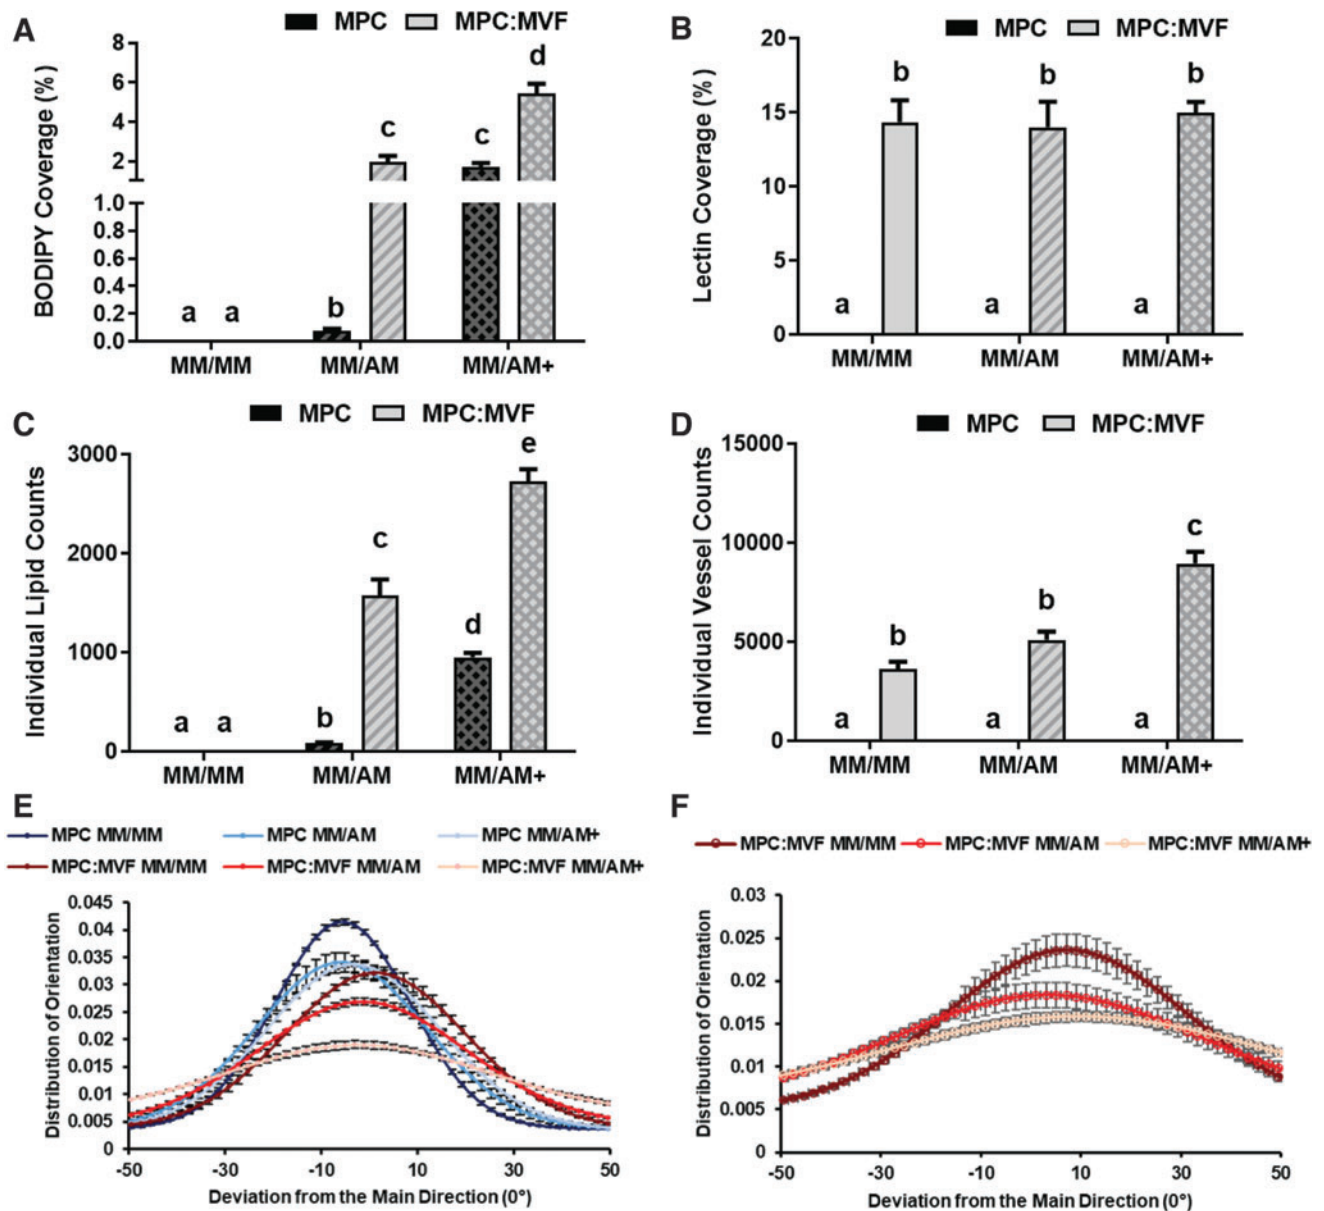 A
MPC MPC:MVF
BODIPY Coverage (%)
8
6
4
2
1.0
0.8
0.6
0.4
0.2
0.0
a a b c c d
MM/MM MM/AM MM/AM+
B
MPC MPC:MVF
Lectin Coverage (%)
20
15
10
5
0
a b a b a b
MM/MM MM/AM MM/AM+
C
MPC MPC:MVF
Individual Lipid Counts
3000
2000
1000
0
a a b c d e
MM/MM MM/AM MM/AM+
D
MPC MPC:MVF
Individual Vessel Counts
15000
10000
5000
0
a b a b a c
MM/MM MM/AM MM/AM+
E
MPC MM/MM MPC MM/AM MPC MM/AM+
MPC:MVF MM/MM MPC:MVF MM/AM MPC:MVF MM/AM+
Distribution of Orientation
0.045
0.04
0.035
0.03
0.025
0.02
0.015
0.01
0.005
0
-50 -30 -10 10 30 50
Deviation from the Main Direction (0°)
F
MPC:MVF MM/MM MPC:MVF MM/AM MPC:MVF MM/AM+
Distribution of Orientation
0.03
0.025
0.02
0.015
0.01
0.005
0
-50 -30 -10 10 30 50
Deviation from the Main Direction (0°)